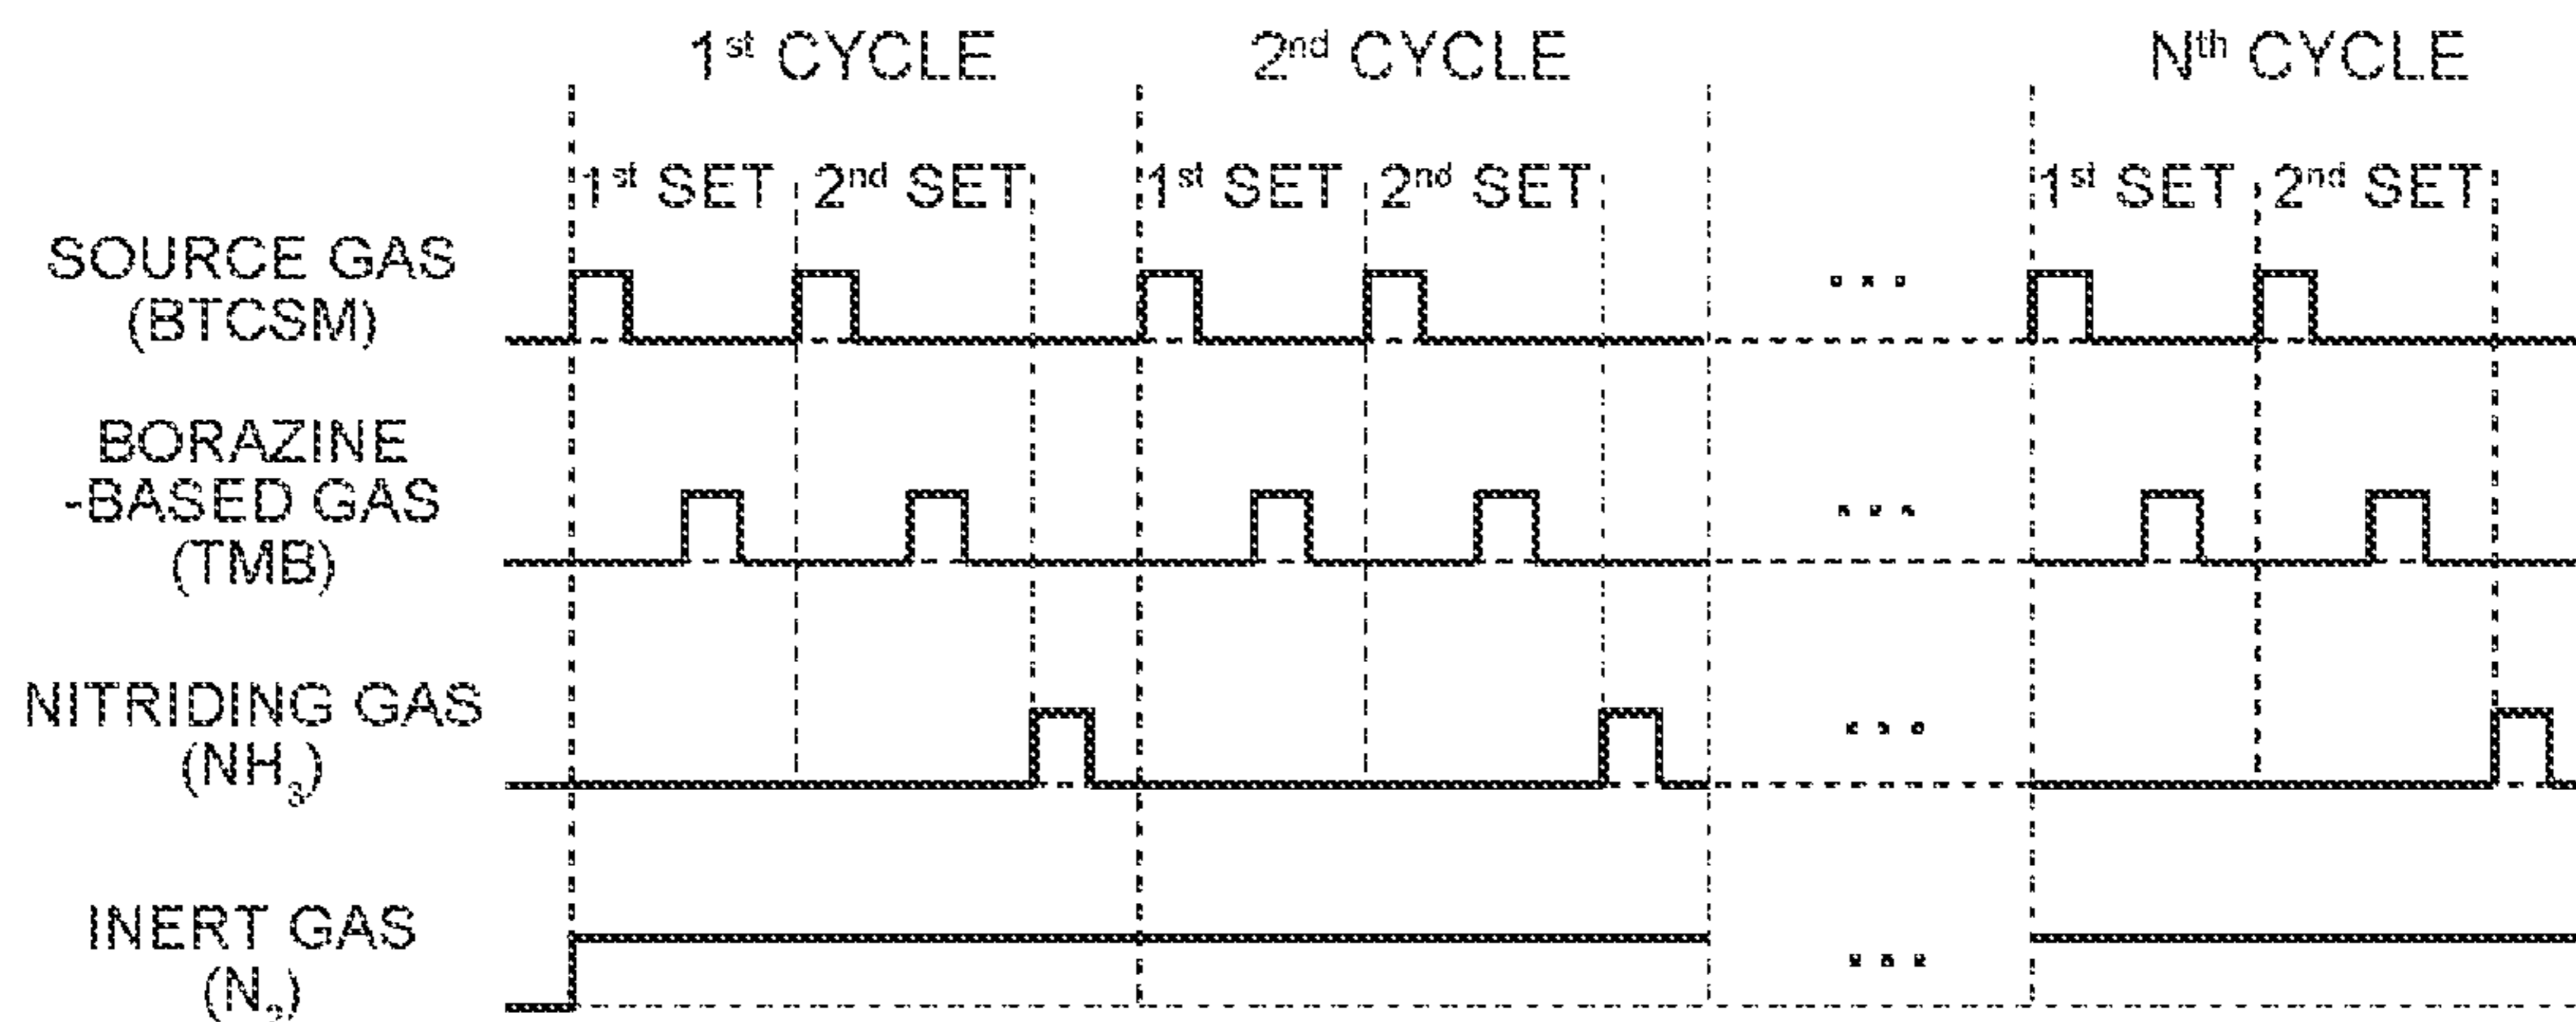 1st CYCLE 2nd CYCLE Nth CYCLE
1st SET 2nd SET 1st SET 2nd SET 1st SET 2nd SET
SOURCE GAS
(BTCSM)
...
BORAZINE
-BASED GAS
(TMB)
...
NITRIDING GAS
(NH3)
...
INERT GAS
(N2)
...